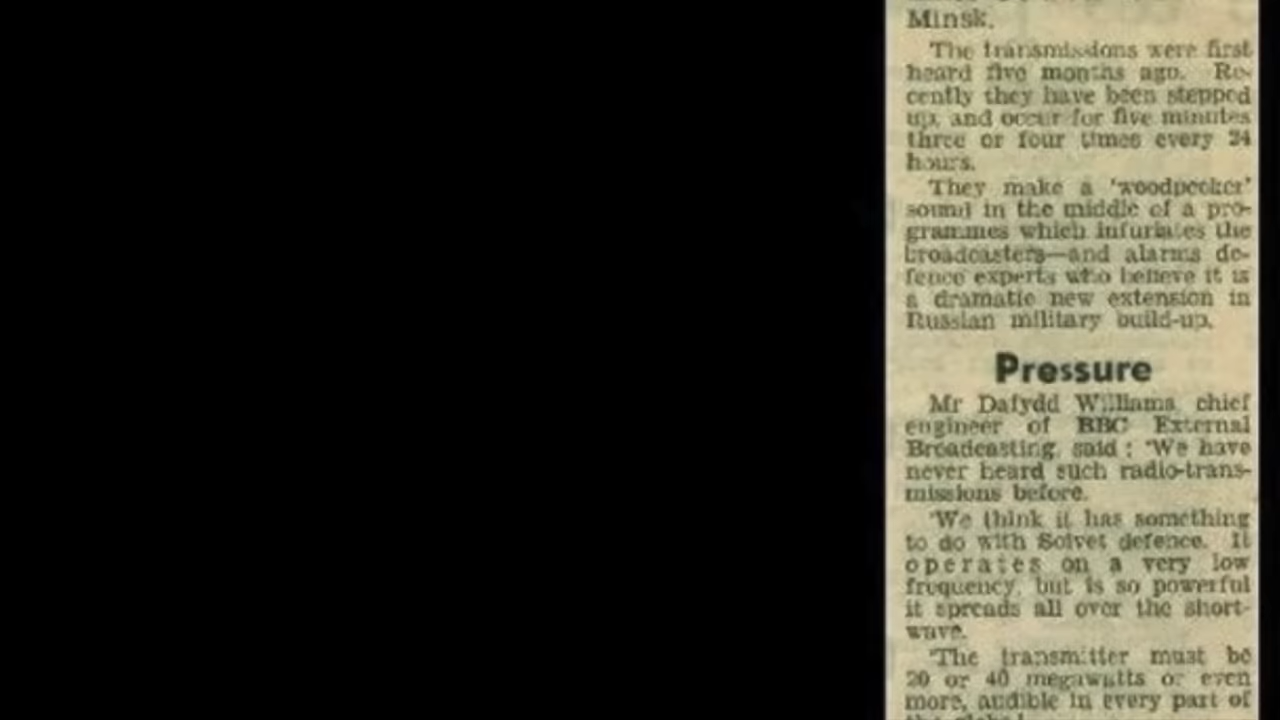 Minsk.
The transmissions were first
heard five months ago. Re-
cently they have been stepped
up, and occur for five minutes
three or four times every 24
hours.
They make a 'woodpecker'
sound in the middle of a pro-
grammes which infuriates the
broadcasters—and alarms de-
fence experts who believe it is
a dramatic new extension in
Russian military build-up.
Pressure
Mr Dafydd Williams, chief
engineer of BBC External
Broadcasting, said : 'We have
never heard such radio-trans-
missions before.
'We think it has something
to do with Soivet defence. It
operates on a very low
frequency, but is so powerful
it spreads all over the short-
wave.
'The transmitter must be
20 or 40 megawatts or even
more, audible in every part of